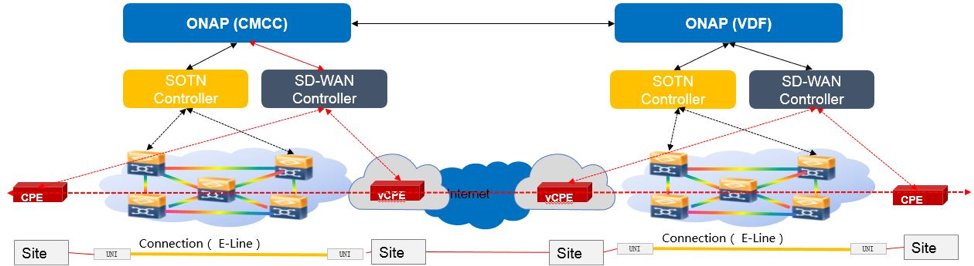 ONAP (CMCC)
ONAP (VDF)
SOTN
Controller
SD-WAN
Controller
SOTN
Controller
SD-WAN
Controller
CPE
vCPE
Internet
vCPE
CPE
Site
UNI
Connection ( E-Line )
UNI
Site
Site
UNI
Connection ( E-Line )
UNI
Site